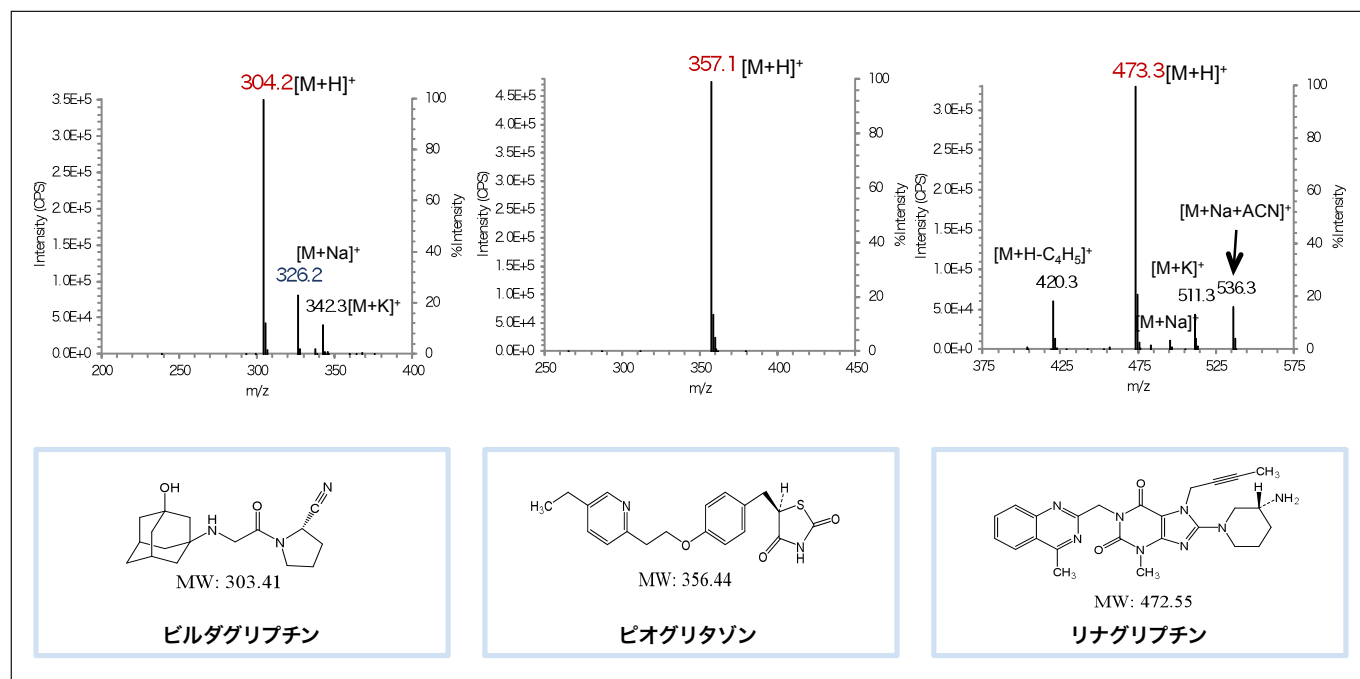 304.2[M+H]⁺
Intensity (CPS)
3.5E+5
3.0E+5
2.5E+5
2.0E+5
1.5E+5
1.0E+5
5.0E+4
0.0E+0
100
80
60
40
20
0
%Intensity
[M+Na]⁺
326.2
342.3[M+K]⁺
200 250 300 350 400
m/z
357.1 [M+H]⁺
Intensity (CPS)
4.5E+5
4.0E+5
3.5E+5
3.0E+5
2.5E+5
2.0E+5
1.5E+5
1.0E+5
5.0E+4
0.0E+0
100
80
60
40
20
0
%Intensity
250 300 350 400 450
m/z
473.3[M+H]⁺
Intensity (CPS)
3.0E+5
2.5E+5
2.0E+5
1.5E+5
1.0E+5
5.0E+4
0.0E+0
100
80
60
40
20
0
%Intensity
[M+Na+ACN]⁺
[M+H-C₄H₅]⁺
420.3
[M+K]⁺
511.3
536.3
[M+Na]⁺
375 425 475 525 575
m/z
OH
H
N
O
N
N
MW: 303.41
ビルダグリプチン
H₃C
N
O
H
S
O
O
NH
MW: 356.44
ピオグリタゾン
N
N
CH₃
O
N
O
N
CH₃
N
N
CH₃
N
H
NH₂
MW: 472.55
リナグリプチン